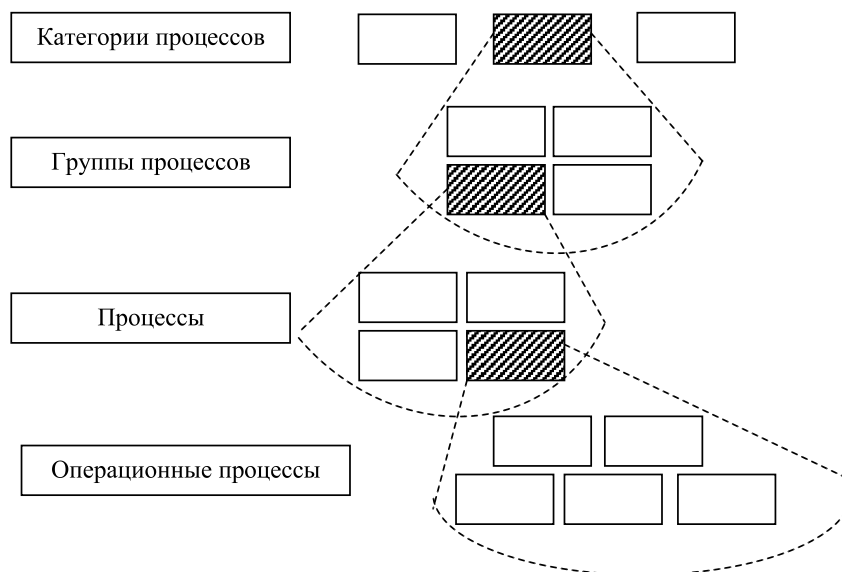 Категории процессов
Группы процессов
Процессы
Операционные процессы